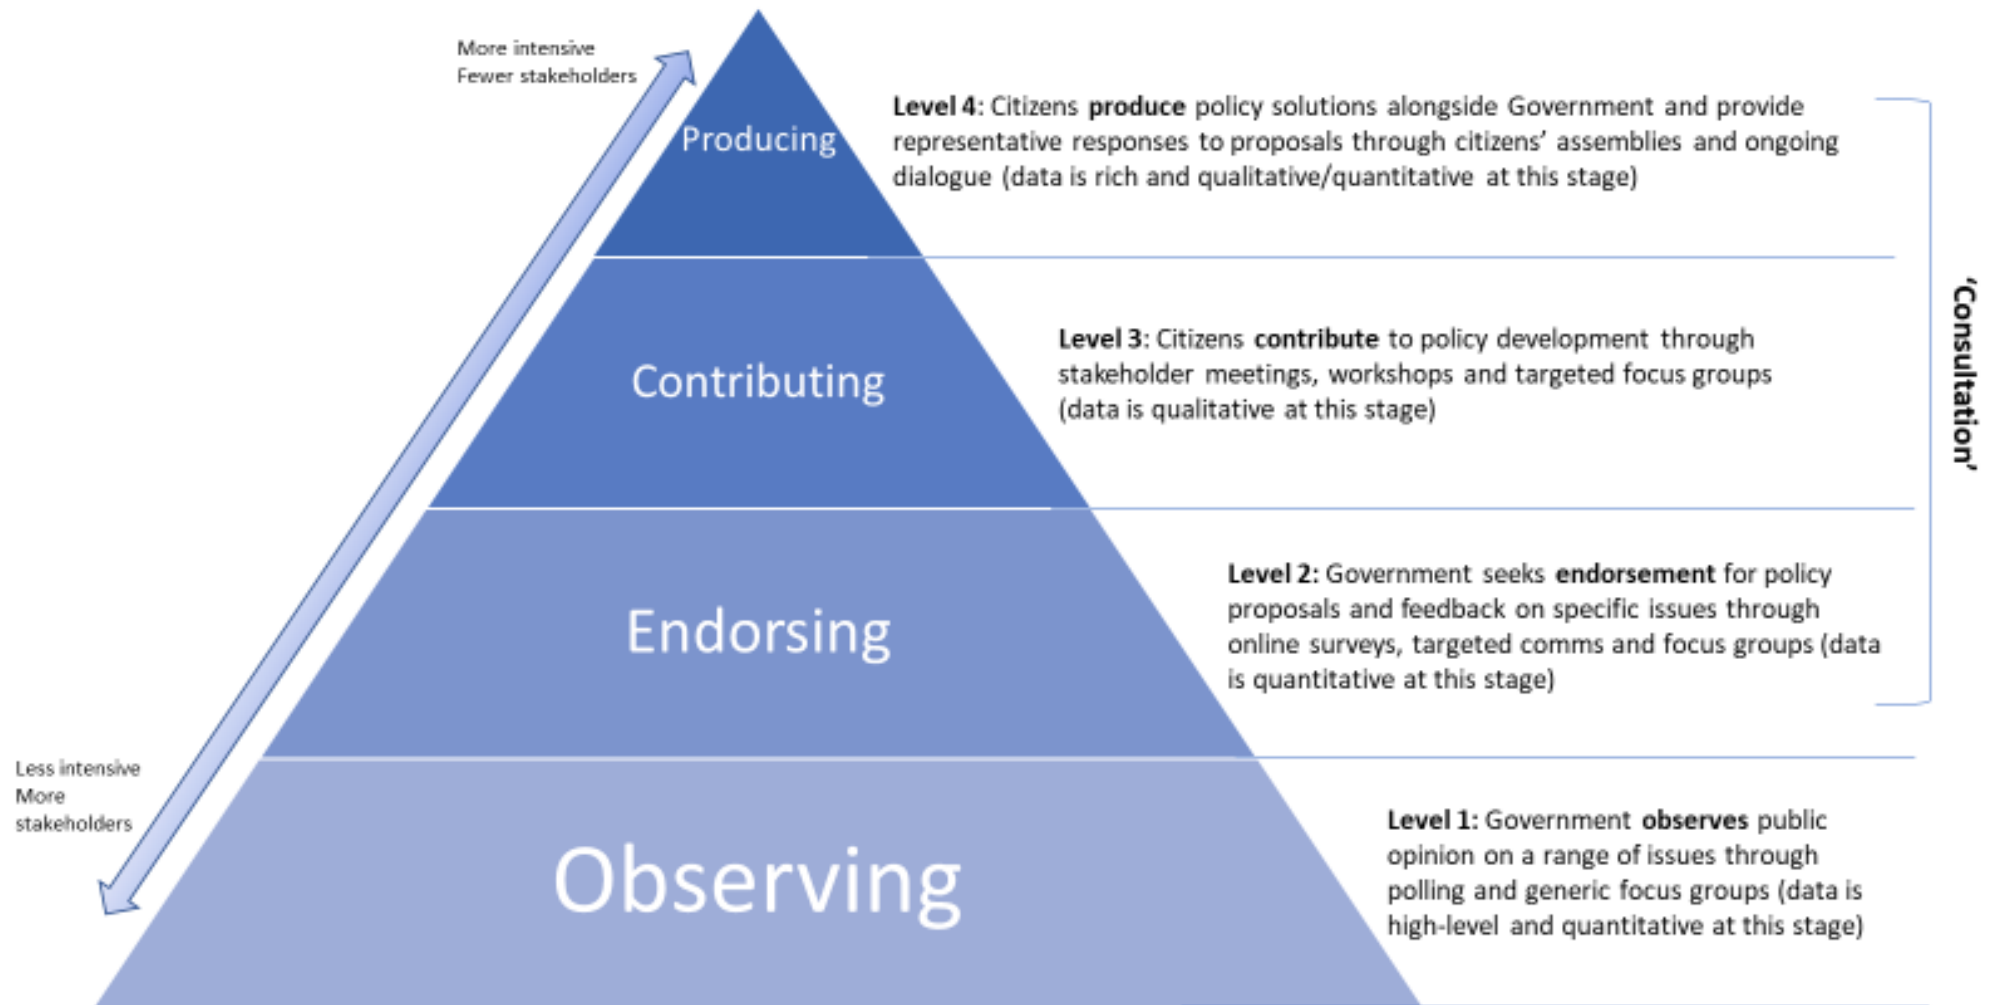 More intensive
Fewer stakeholders
Producing
Level 4: Citizens produce policy solutions alongside Government and provide
representative responses to proposals through citizens’ assemblies and ongoing
dialogue (data is rich and qualitative/quantitative at this stage)
Contributing
Level 3: Citizens contribute to policy development through
stakeholder meetings, workshops and targeted focus groups
(data is qualitative at this stage)
‘Consultation’
Endorsing
Level 2: Government seeks endorsement for policy
proposals and feedback on specific issues through
online surveys, targeted comms and focus groups (data
is quantitative at this stage)
Less intensive
More
stakeholders
Observing
Level 1: Government observes public
opinion on a range of issues through
polling and generic focus groups (data is
high-level and quantitative at this stage)